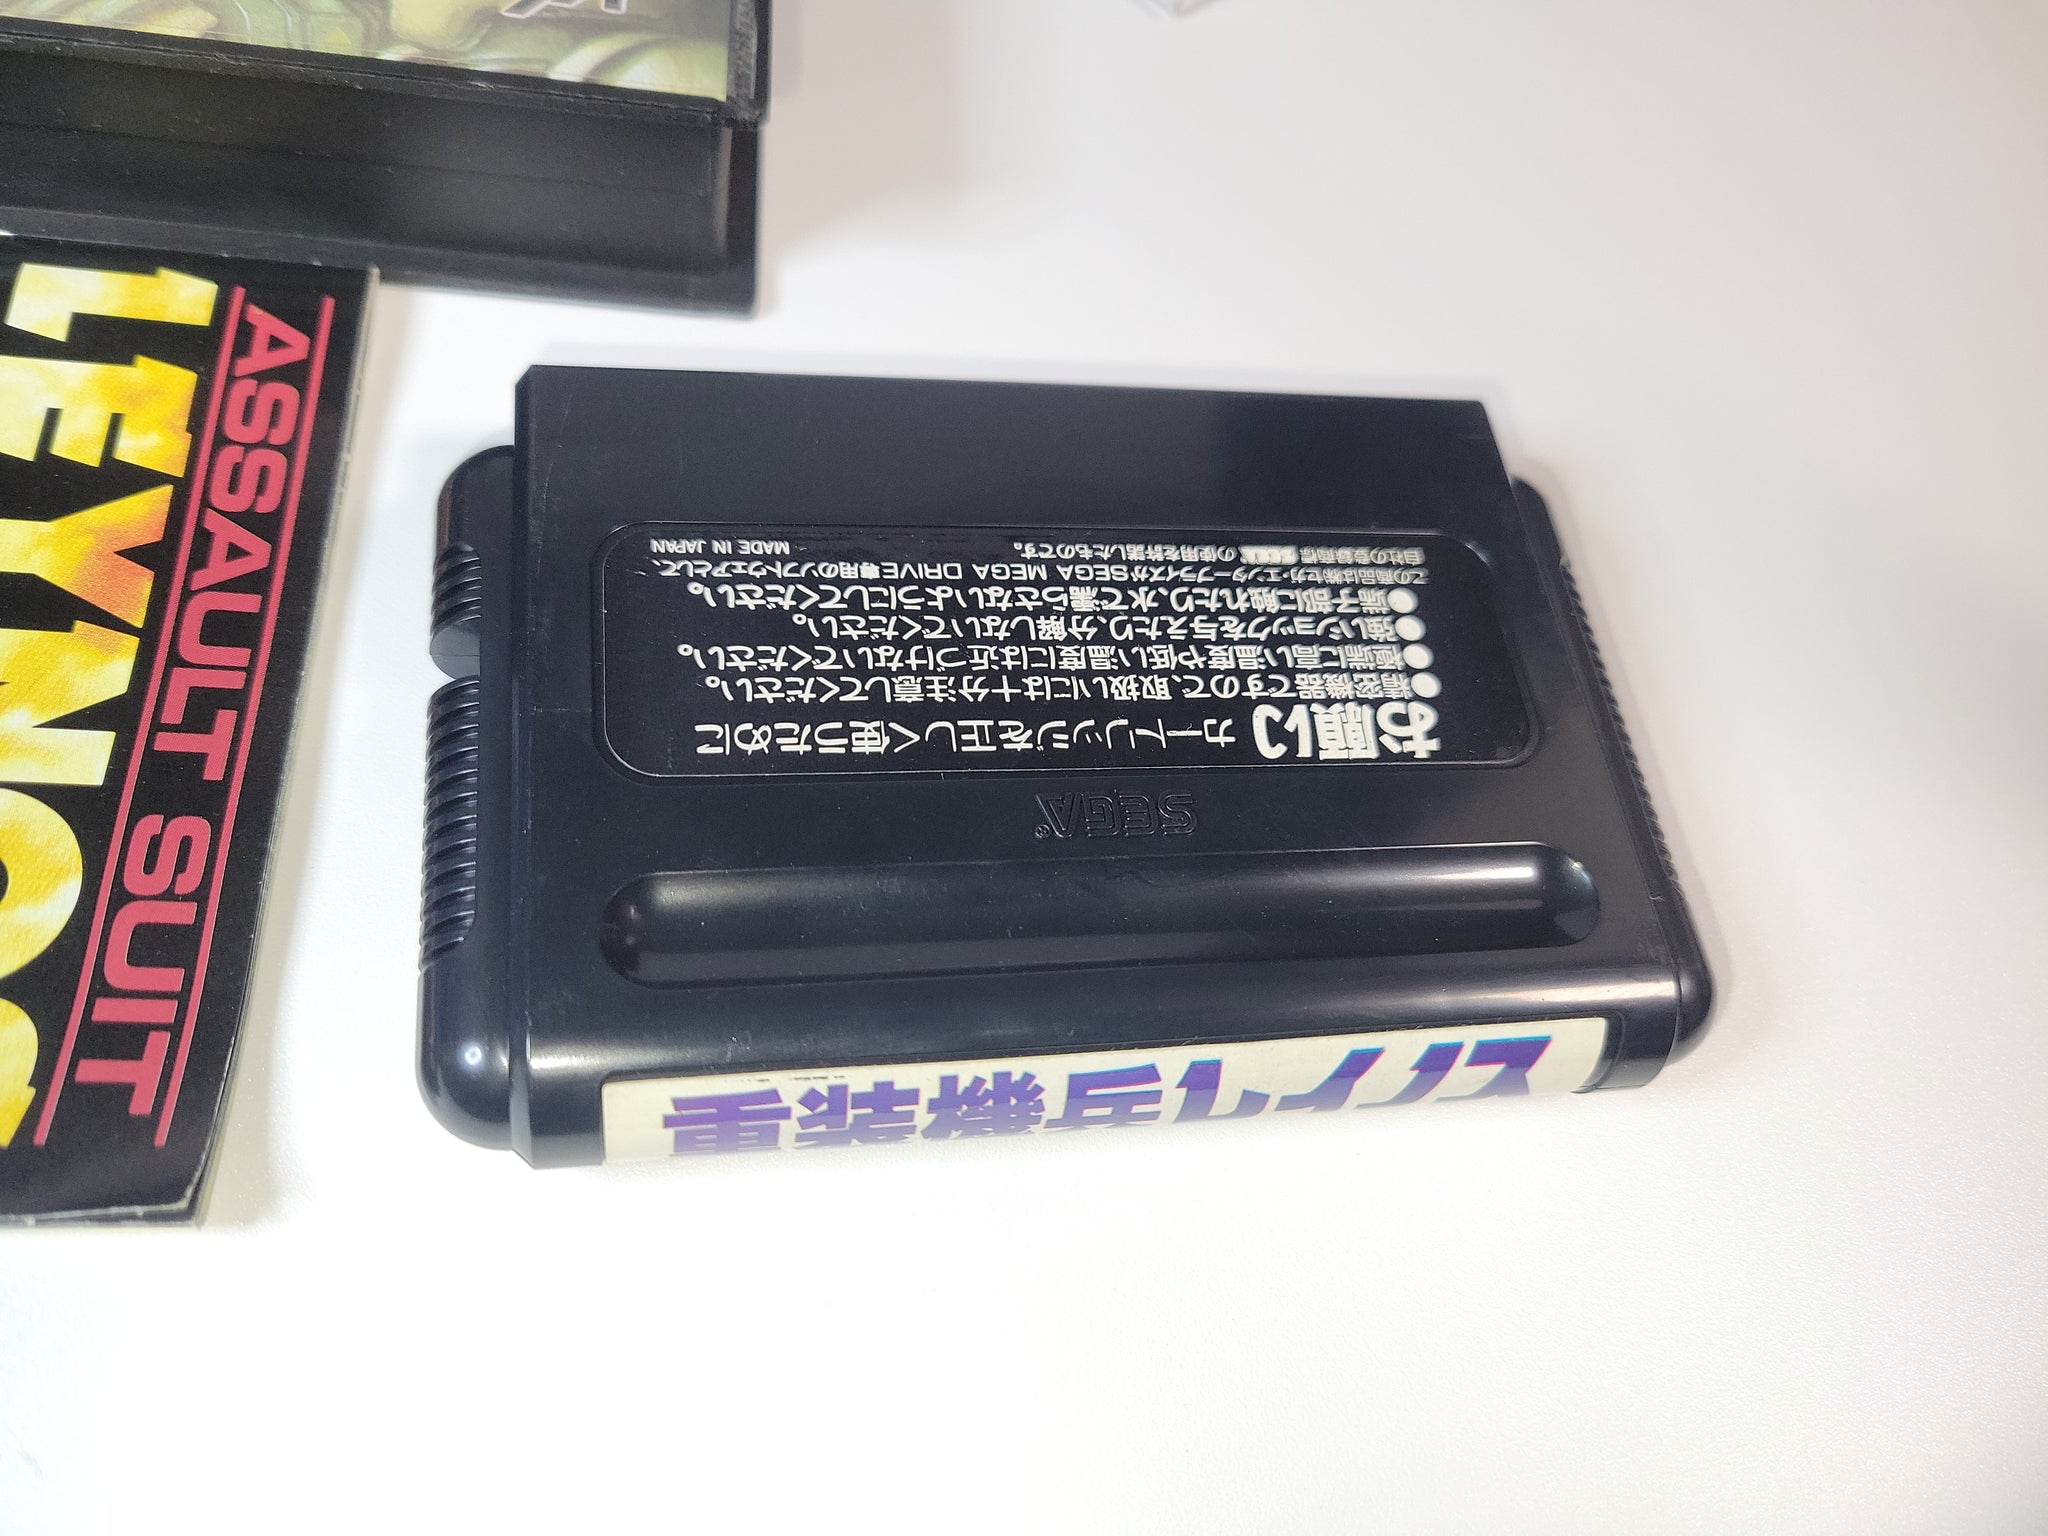 ASSAULT SUIT
LEYNOS
お願い カートリッジを正しく使うために
●精密機器ですので、取扱いには十分注意してください。
●極端に高い温度や低い温度には近づけないでください。
●強いショックを与えたり、分解しないでください。
●端子部に触れたり、水で濡らさないようにしてください。
この商品は株セガ・エンタープライズがSEGA MEGA DRIVE専用のソフトウェアとして、
自社の登録商標 SEGA の使用を許諾したものです。
MADE IN JAPAN
SEGA®
重装機兵レイノス